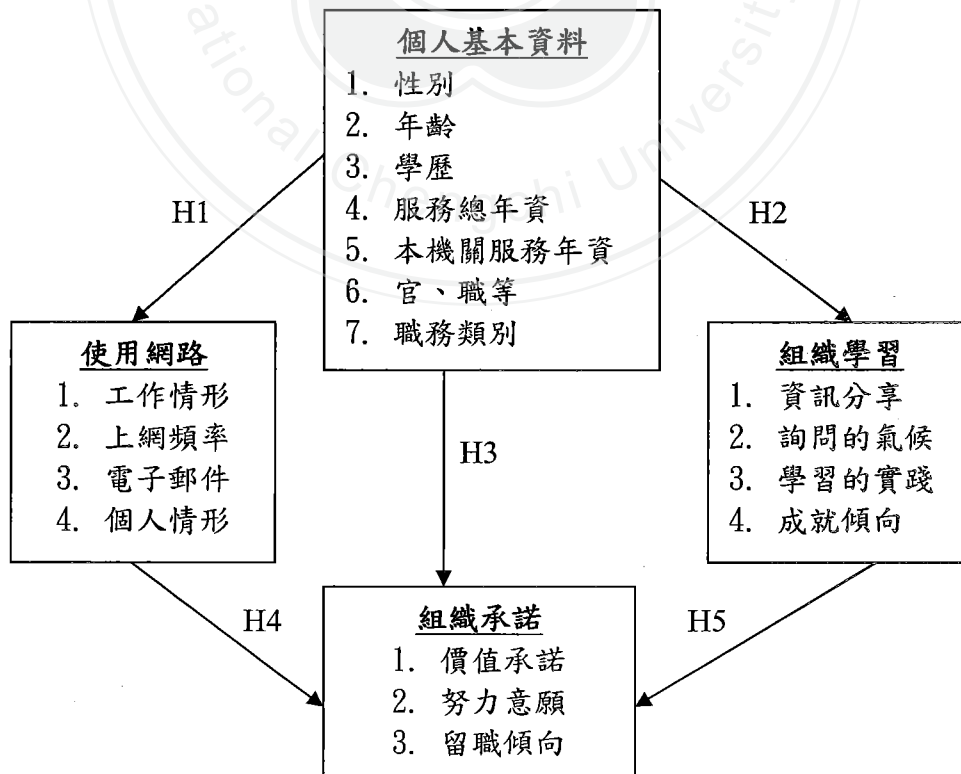 個人基本資料
1. 性別
2. 年齡
3. 學歷
4. 服務總年資
5. 本機關服務年資
6. 官、職等
7. 職務類別
H1
H2
使用網路
1. 工作情形
2. 上網頻率
3. 電子郵件
4. 個人情形
H3
組織學習
1. 資訊分享
2. 詢問的氣候
3. 學習的實踐
4. 成就傾向
H4
H5
組織承諾
1. 價值承諾
2. 努力意願
3. 留職傾向
ational Chengchi Universit